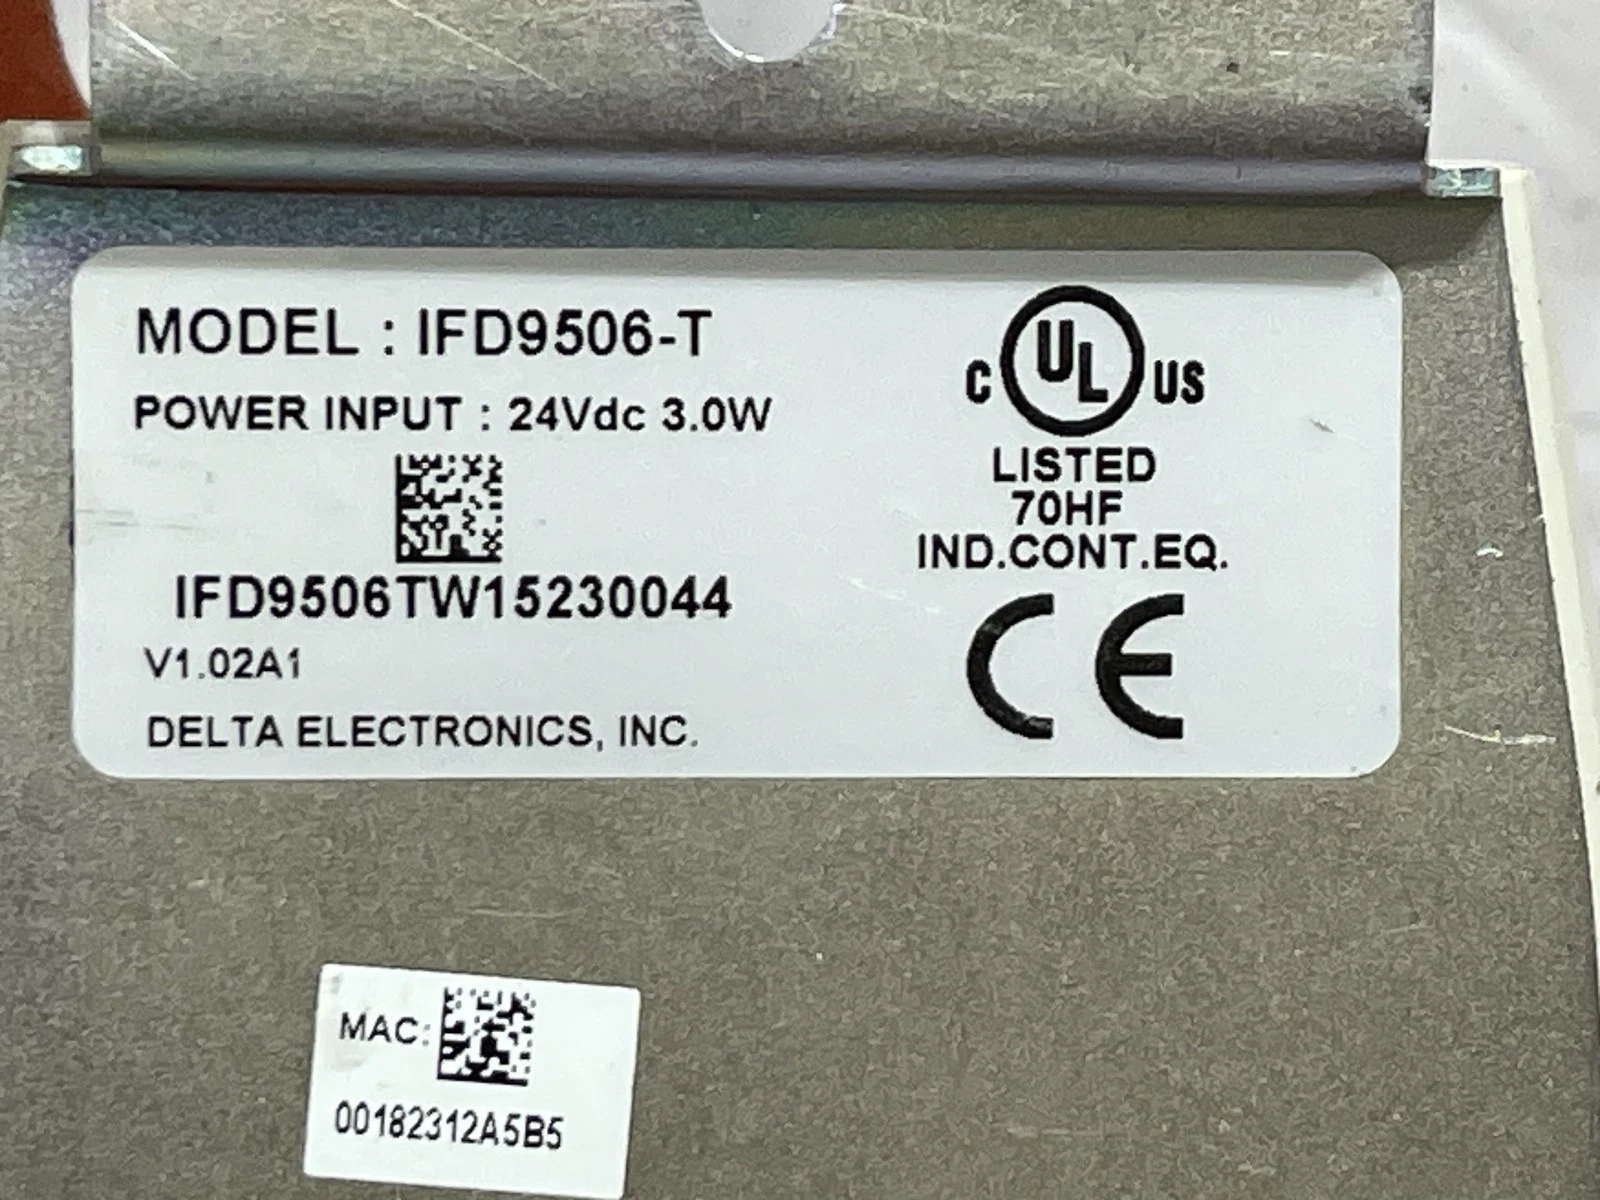 MODEL : IFD9506-T
POWER INPUT : 24Vdc 3.0W
IFD9506TW15230044
V1.02A1
DELTA ELECTRONICS, INC.
C UL US
LISTED
70HF
IND.CONT.EQ.
CE
MAC:
00182312A5B5